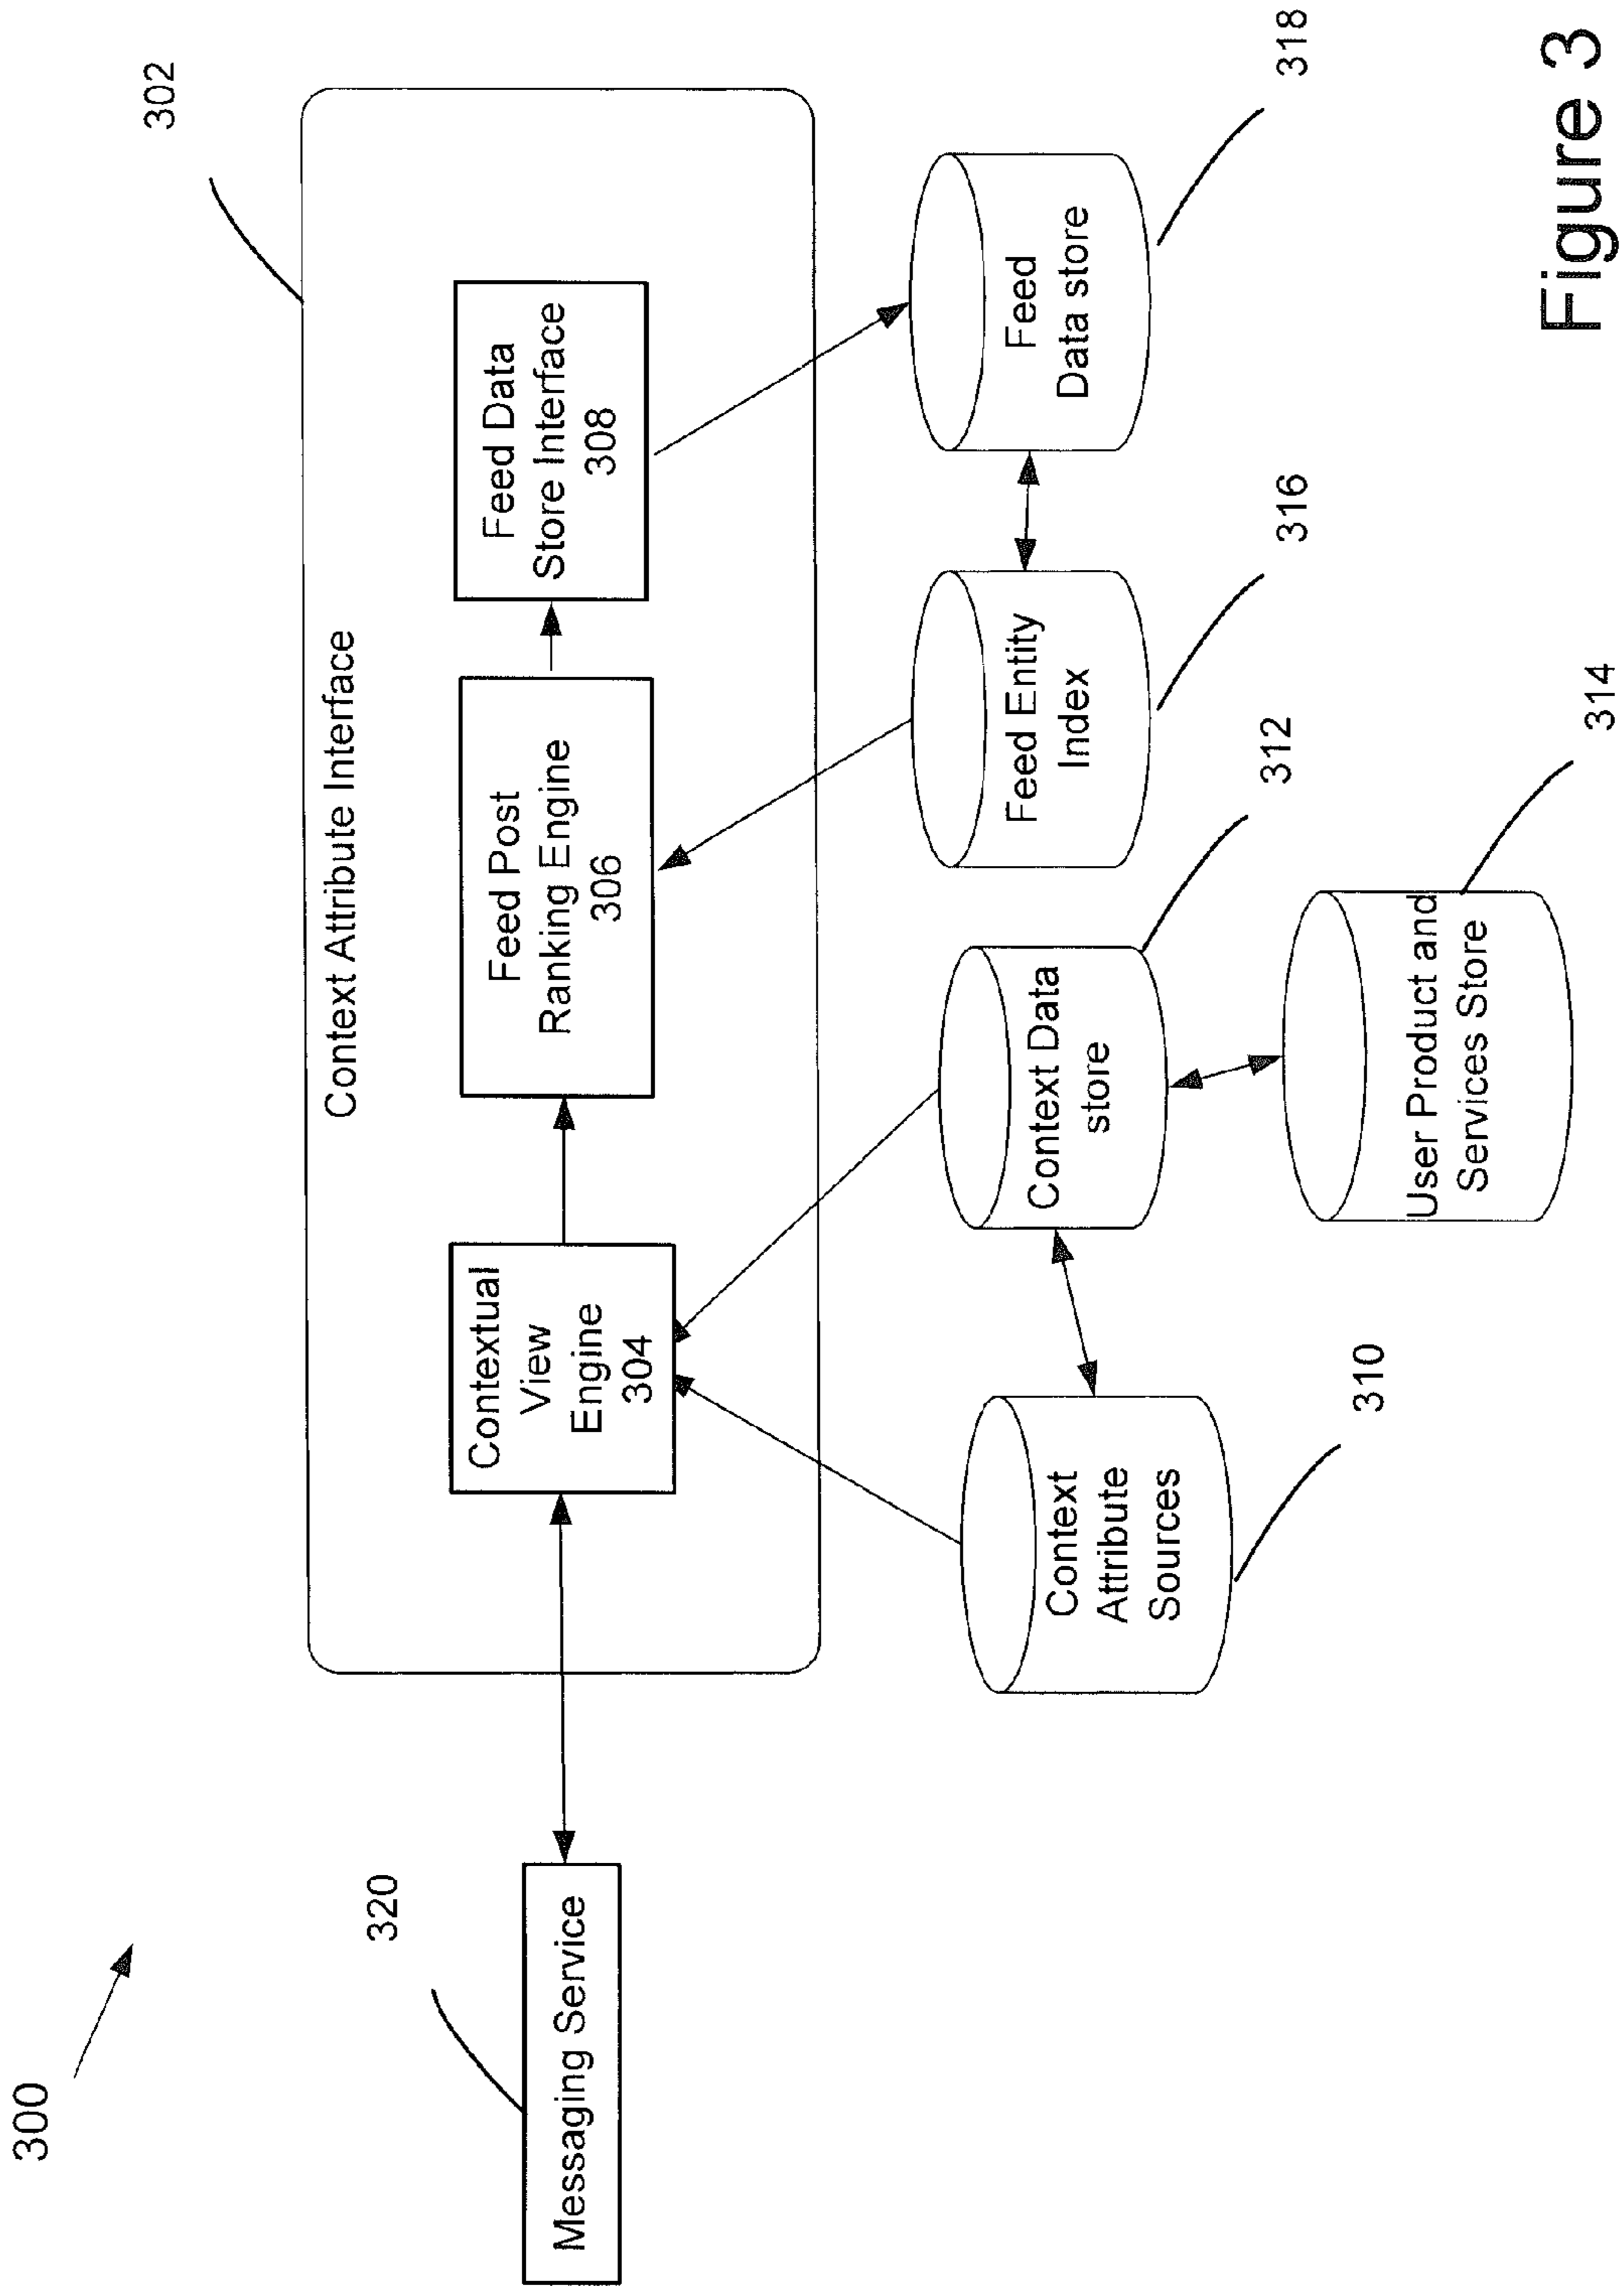 300
302
Context Attribute Interface
320
Messaging Service
Contextual
View
Engine
304
Feed Post
Ranking Engine
306
Feed Data
Store Interface
308
Context
Attribute
Sources
310
Context Data
store
312
User Product and
Services Store
314
Feed Entity
Index
316
Feed
Data store
318
Figure 3